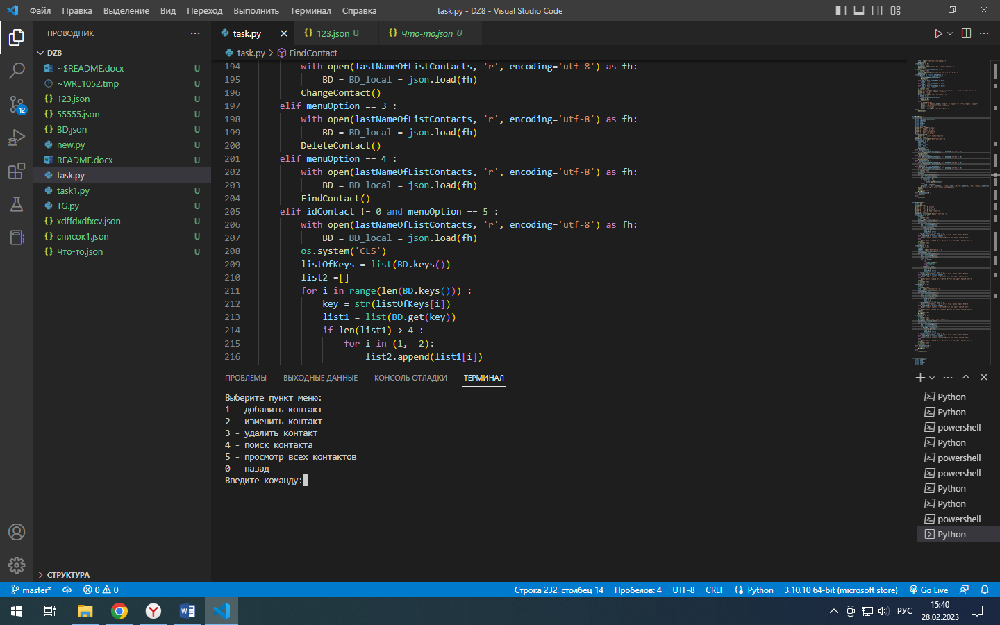 Файл Правка Выделение Вид Переход Выполнить Терминал Справка task.py - DZ8 - Visual Studio Code
ПРОВОДНИК
DZ8
~$README.docx U
~WRL1052.tmp U
123.json U
55555.json U
BD.json U
new.py U
README.docx U
task.py
task1.py U
TG.py U
xdffdxdfxcv.json U
список1.json U
Что-то.json U
СТРУКТУРА
12
task.py 123.json U Что-то.json U
task.py > FindContact
194 with open(lastNameOfListContacts, 'r', encoding='utf-8') as fh:
195 BD = BD_local = json.load(fh)
196 ChangeContact()
197 elif menuOption == 3 :
198 with open(lastNameOfListContacts, 'r', encoding='utf-8') as fh:
199 BD = BD_local = json.load(fh)
200 DeleteContact()
201 elif menuOption == 4 :
202 with open(lastNameOfListContacts, 'r', encoding='utf-8') as fh:
203 BD = BD_local = json.load(fh)
204 FindContact()
205 elif idContact != 0 and menuOption == 5 :
206 with open(lastNameOfListContacts, 'r', encoding='utf-8') as fh:
207 BD = BD_local = json.load(fh)
208 os.system('CLS')
209 listOfKeys = list(BD.keys())
210 list2 =[]
211 for i in range(len(BD.keys())) :
212 key = str(listOfKeys[i])
213 list1 = list(BD.get(key))
214 if len(list1) > 4 :
215 for i in (1, -2):
216 list2.append(list1[i])
ПРОБЛЕМЫ ВЫХОДНЫЕ ДАННЫЕ КОНСОЛЬ ОТЛАДКИ ТЕРМИНАЛ
Выберите пункт меню:
1 - добавить контакт
2 - изменить контакт
3 - удалить контакт
4 - поиск контакта
5 - просмотр всех контактов
0 - назад
Введите команду:
Python
Python
powershell
Python
powershell
powershell
Python
Python
powershell
Python
master* 0 0 Строка 232, столбец 14 Пробелов: 4 UTF-8 CRLF Python 3.10.10 64-bit (microsoft store) Go Live
РУС 15:40
28.02.2023